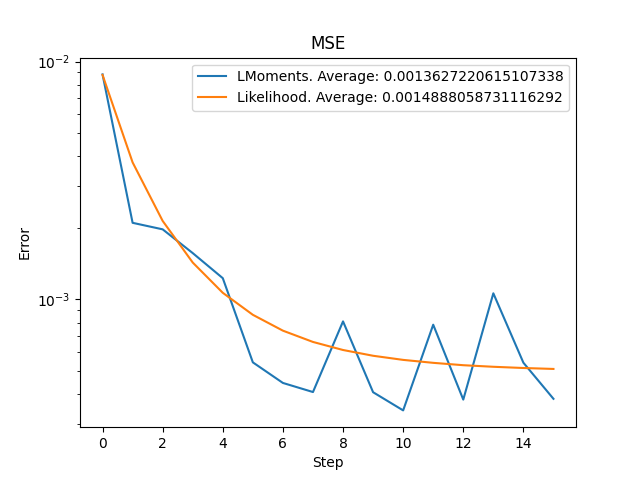 MSE
LMoments. Average: 0.0013627220615107338
Likelihood. Average: 0.0014888058731116292
Error
10⁻²
10⁻³
0 2 4 6 8 10 12 14
Step